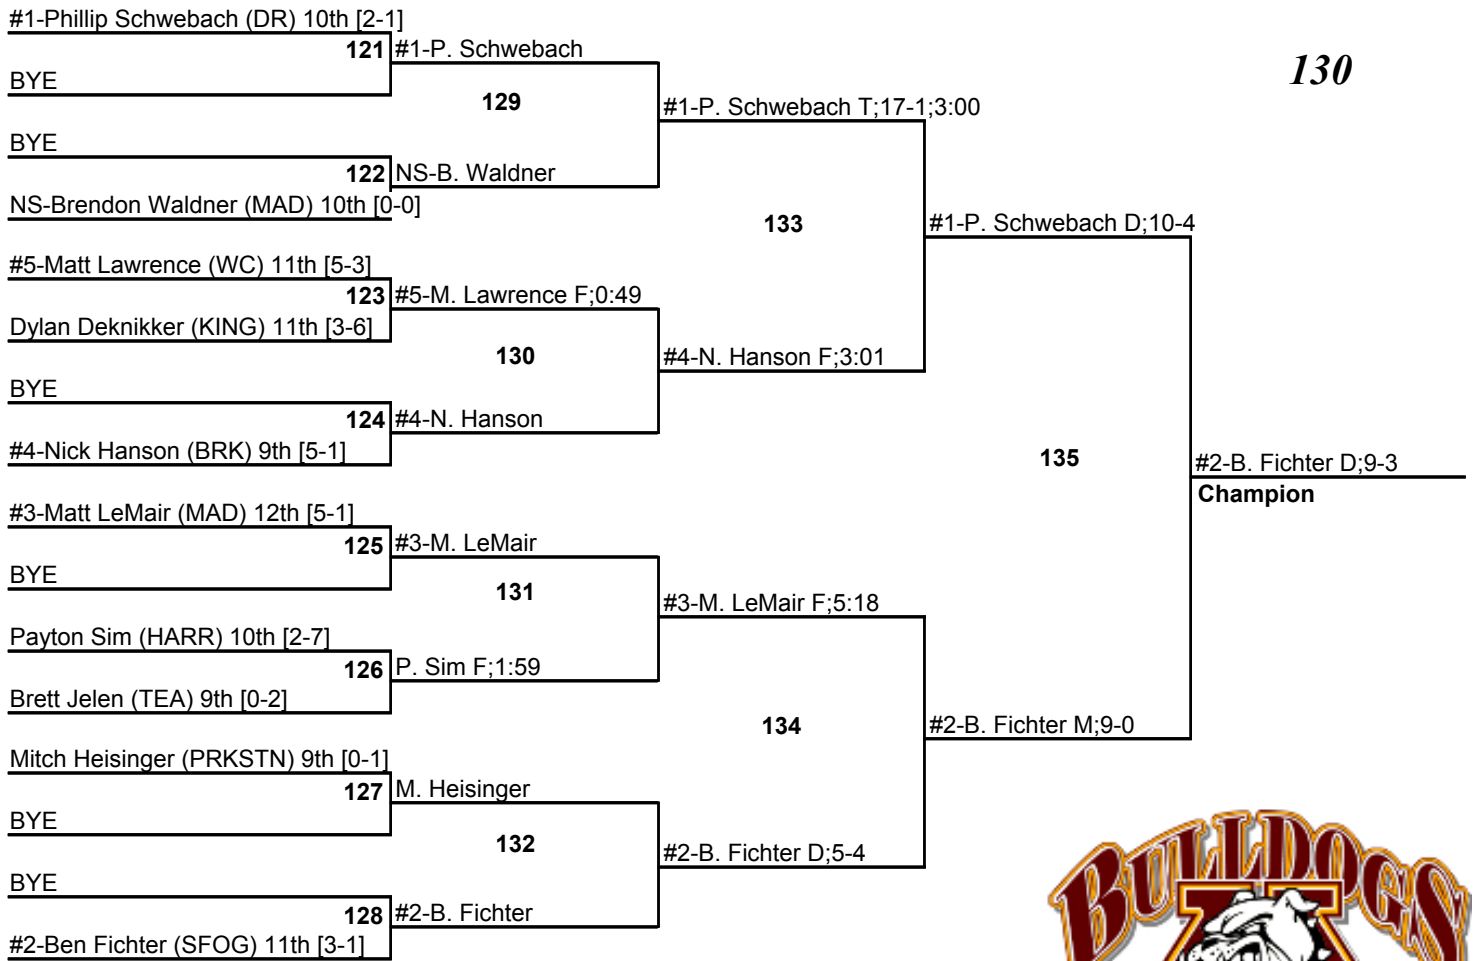 #1-Phillip Schwebach (DR) 10th [2-1]
121 #1-P. Schwebach
130
BYE
129
#1-P. Schwebach T;17-1;3:00
BYE
122 NS-B. Waldner
NS-Brendon Waldner (MAD) 10th [0-0]
133
#1-P. Schwebach D;10-4
#5-Matt Lawrence (WC) 11th [5-3]
123 #5-M. Lawrence F;0:49
Dylan Deknikker (KING) 11th [3-6]
130
#4-N. Hanson F;3:01
BYE
124 #4-N. Hanson
#4-Nick Hanson (BRK) 9th [5-1]
135
#2-B. Fichter D;9-3
Champion
#3-Matt LeMair (MAD) 12th [5-1]
125 #3-M. LeMair
BYE
131
#3-M. LeMair F;5:18
Payton Sim (HARR) 10th [2-7]
126 P. Sim F;1:59
Brett Jelen (TEA) 9th [0-2]
134
#2-B. Fichter M;9-0
Mitch Heisinger (PRKSTN) 9th [0-1]
127 M. Heisinger
BYE
132
#2-B. Fichter D;5-4
BYE
128 #2-B. Fichter
#2-Ben Fichter (SFOG) 11th [3-1]
BULLDOGS